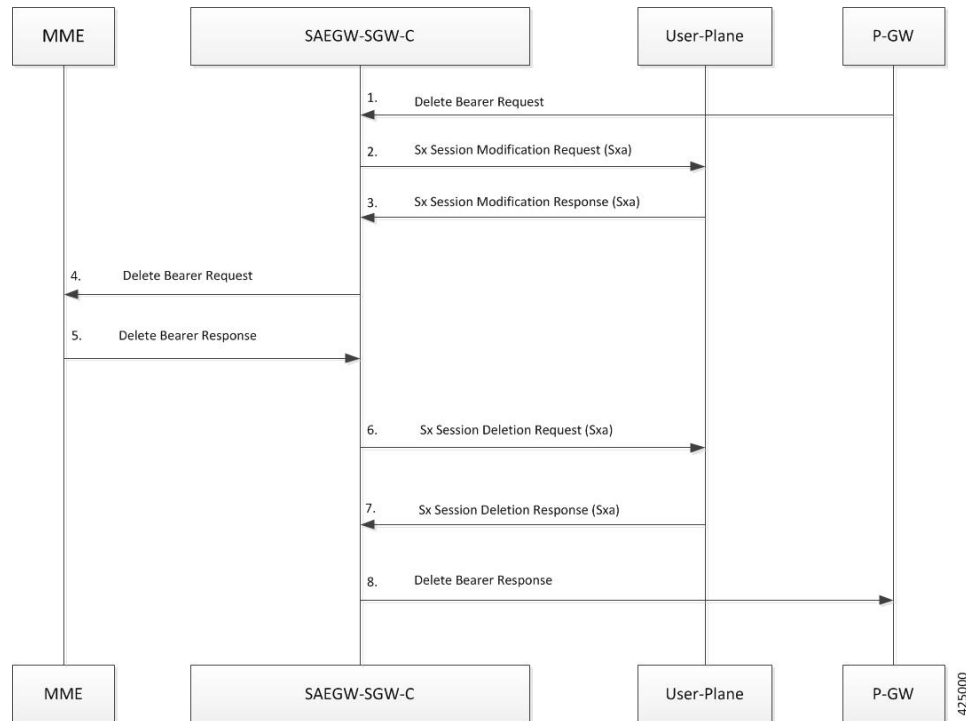 MME
SAEGW-SGW-C
User-Plane
P-GW
1. Delete Bearer Request
2. Sx Session Modification Request (Sxa)
3. Sx Session Modification Response (Sxa)
4. Delete Bearer Request
5. Delete Bearer Response
6. Sx Session Deletion Request (Sxa)
7. Sx Session Deletion Response (Sxa)
8. Delete Bearer Response
MME
SAEGW-SGW-C
User-Plane
P-GW
425000